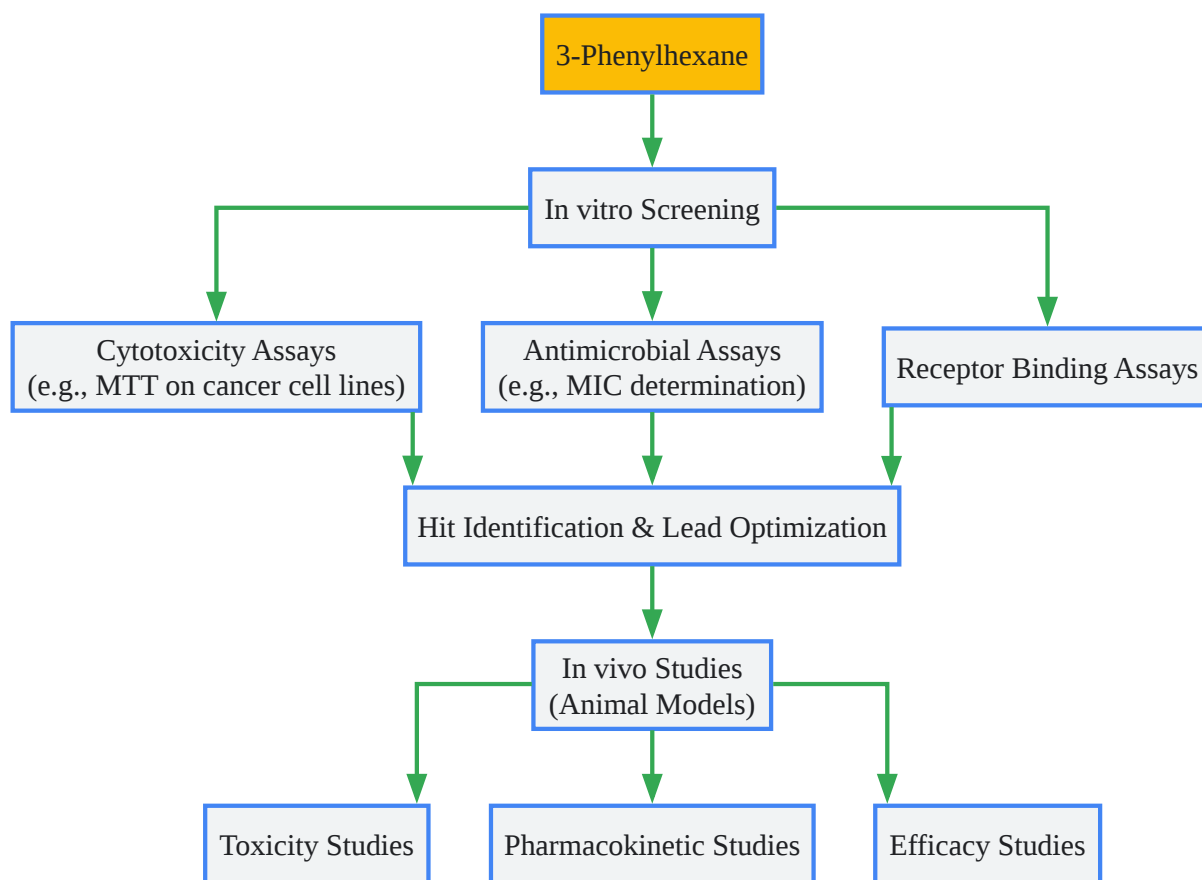 3-Phenylhexane
In vitro Screening
Cytotoxicity Assays
(e.g., MTT on cancer cell lines)
Antimicrobial Assays
(e.g., MIC determination)
Receptor Binding Assays
Hit Identification & Lead Optimization
In vivo Studies
(Animal Models)
Toxicity Studies
Pharmacokinetic Studies
Efficacy Studies